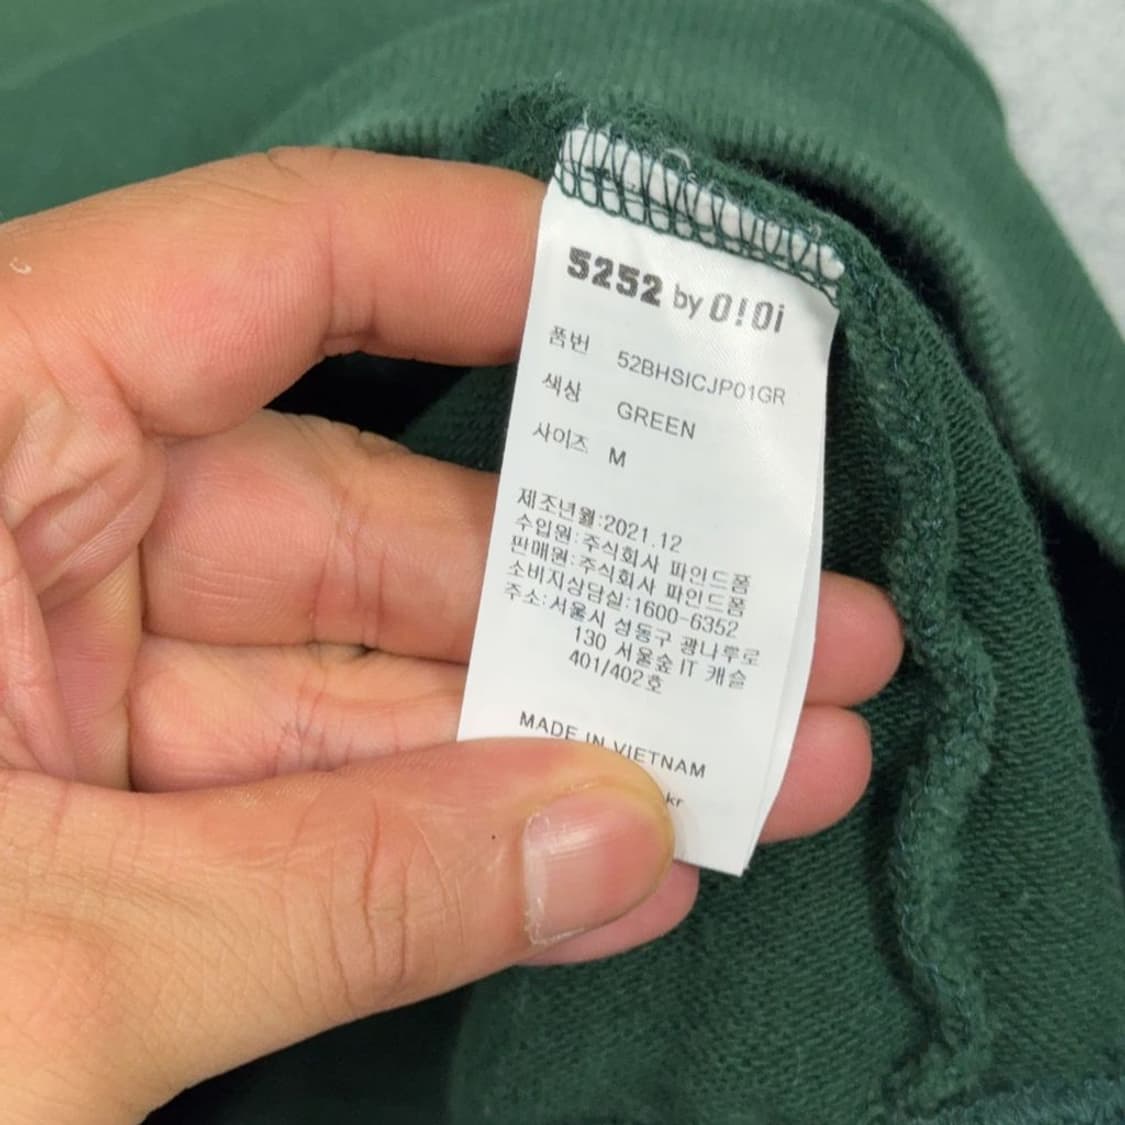 5252 by O!Oi
품번 52BHSICJP01GR
색상 GREEN
사이즈 M
제조년월:2021.12
수입원:주식회사 파인드폼
판매원:주식회사 파인드폼
소비지상담실:1600-6352
주소:서울시 성동구 광나루로
130 서울숲 IT 캐슬
401/402호
MADE IN VIETNAM
kr